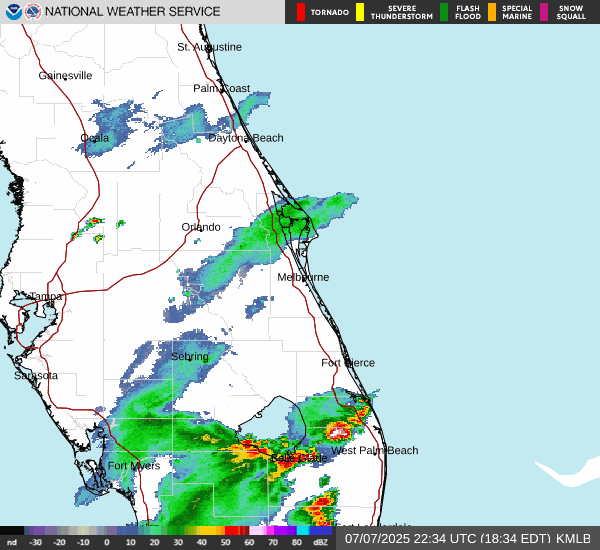 NATIONAL WEATHER SERVICE
TORNADO
SEVERE THUNDERSTORM
FLASH FLOOD
SPECIAL MARINE
SNOW SQUALL
St. Augustine
Gainesville
Palm Coast
Ocala
Daytona Beach
Orlando
Melbourne
Tampa
Sebring
Fort Pierce
Sarasota
West Palm Beach
Belle Glade
Fort Myers
Fort Lauderdale
nd -30 -20 -10 0 10 20 30 40 50 60 70 80 dBZ
07/07/2025 22:34 UTC (18:34 EDT) KMLB